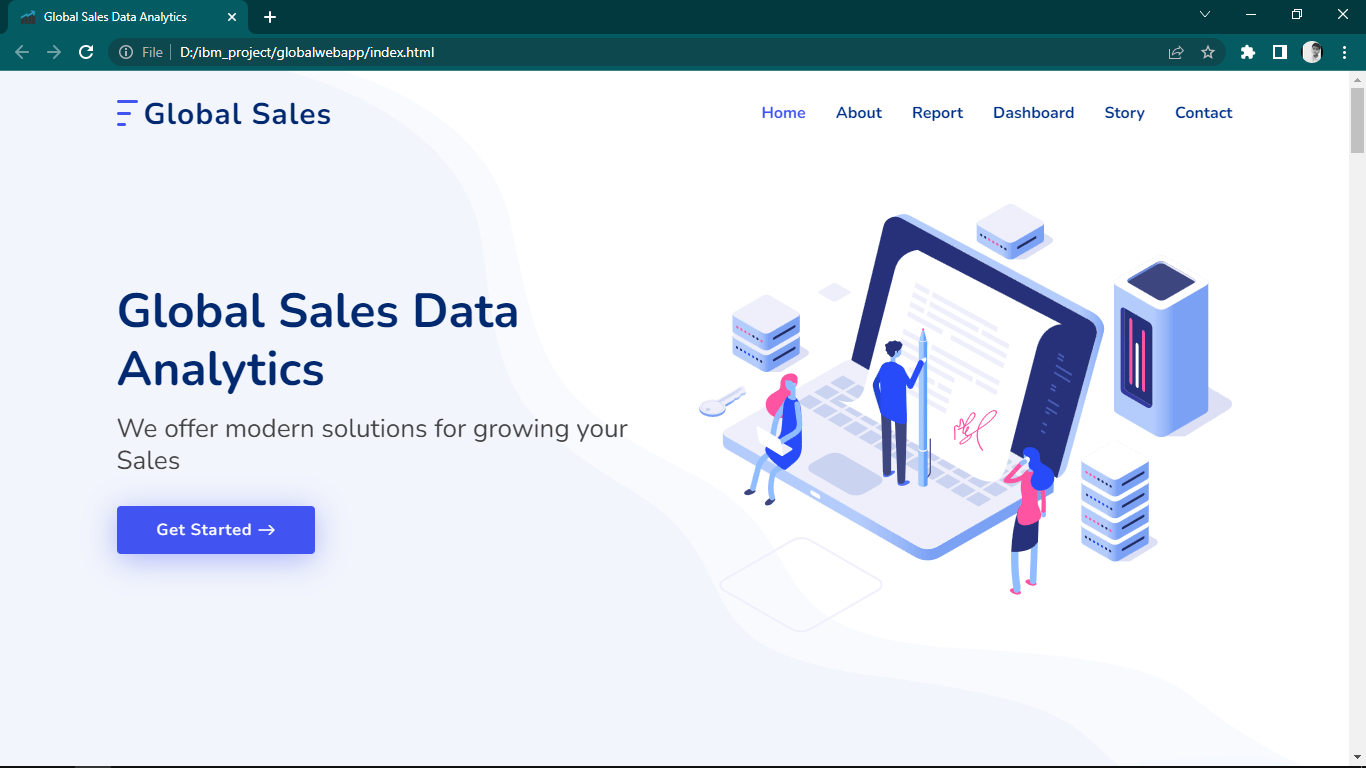 Global Sales Data Analytics
File D:/ibm_project/globalwebapp/index.html
Global Sales
Home About Report Dashboard Story Contact
Global Sales Data
Analytics
We offer modern solutions for growing your
Sales
Get Started →